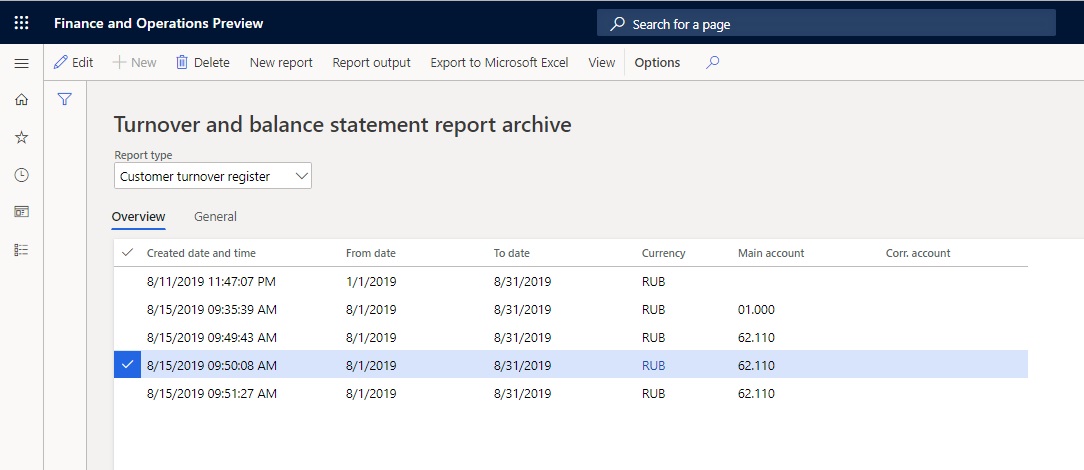 Finance and Operations Preview Search for a page
Edit New Delete New report Report output Export to Microsoft Excel View Options
Turnover and balance statement report archive
Report type
Customer turnover register
Overview General
Created date and time From date To date Currency Main account Corr. account
8/11/2019 11:47:07 PM 1/1/2019 8/31/2019 RUB
8/15/2019 09:35:39 AM 8/1/2019 8/31/2019 RUB 01.000
8/15/2019 09:49:43 AM 8/1/2019 8/31/2019 RUB 62.110
8/15/2019 09:50:08 AM 8/1/2019 8/31/2019 RUB 62.110
8/15/2019 09:51:27 AM 8/1/2019 8/31/2019 RUB 62.110